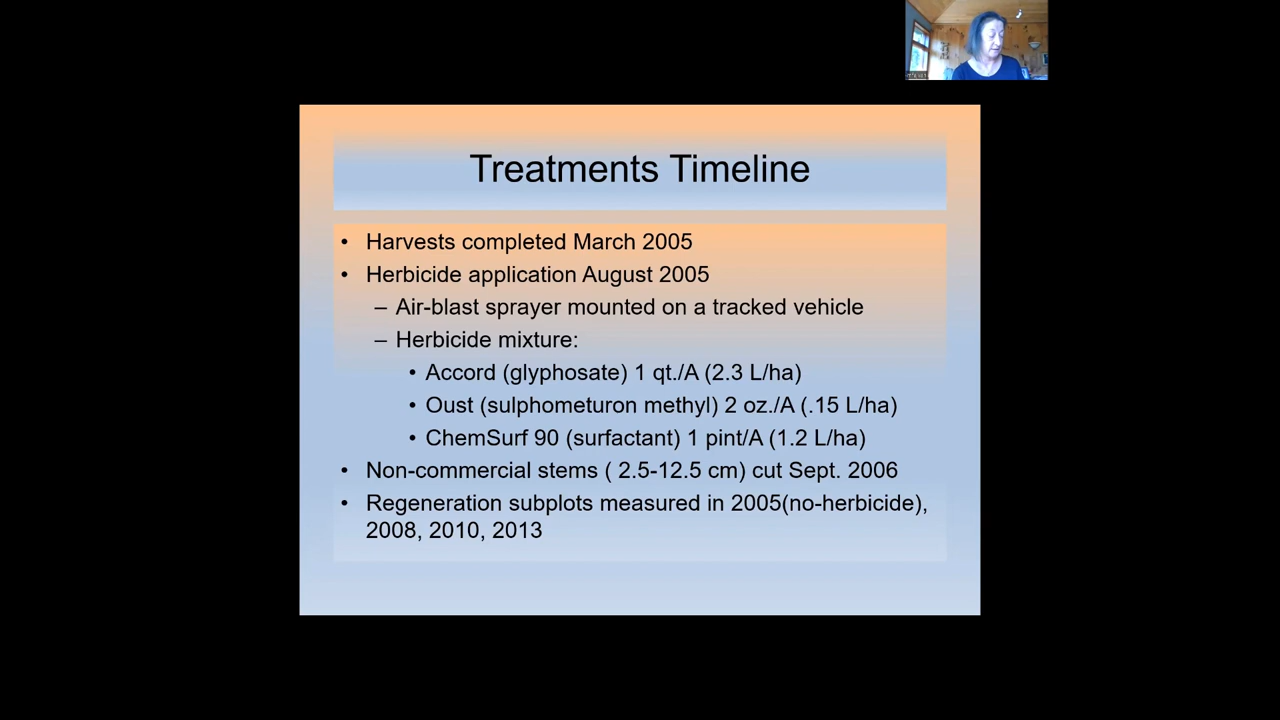 Treatments Timeline
• Harvests completed March 2005
• Herbicide application August 2005
– Air-blast sprayer mounted on a tracked vehicle
– Herbicide mixture:
• Accord (glyphosate) 1 qt./A (2.3 L/ha)
• Oust (sulphometuron methyl) 2 oz./A (.15 L/ha)
• ChemSurf 90 (surfactant) 1 pint/A (1.2 L/ha)
• Non-commercial stems ( 2.5-12.5 cm) cut Sept. 2006
• Regeneration subplots measured in 2005(no-herbicide),
2008, 2010, 2013